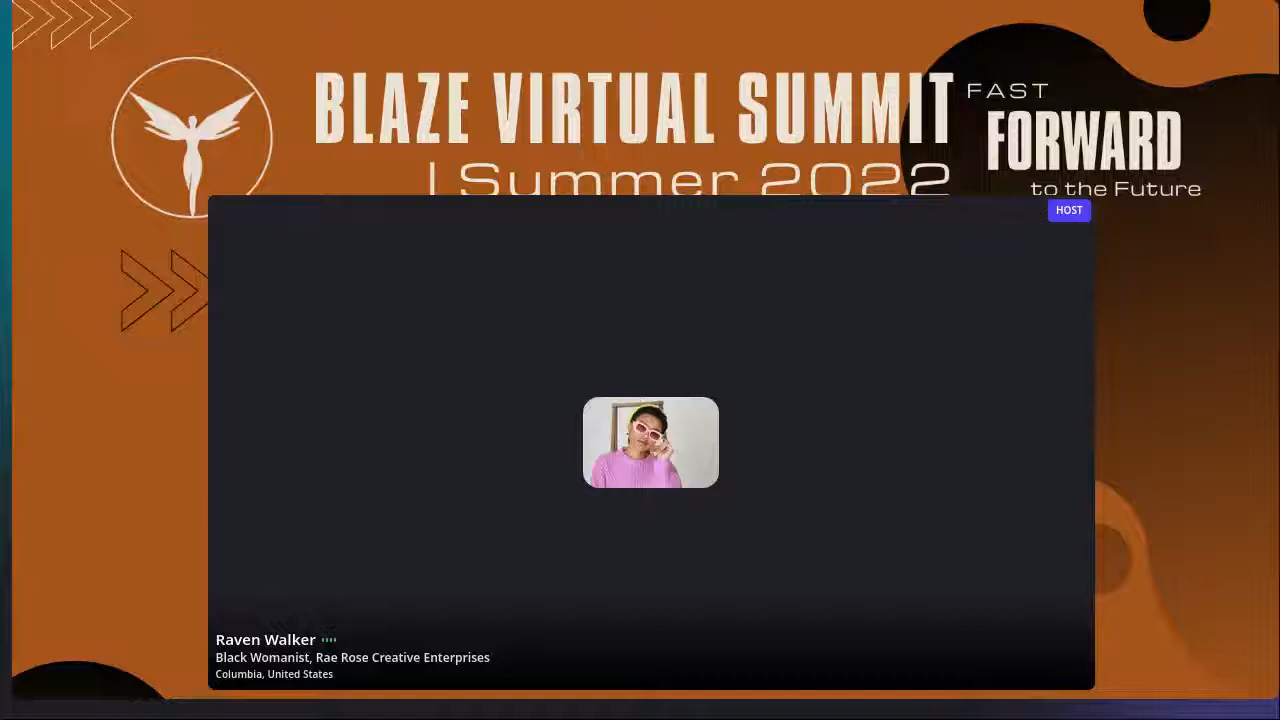 BLAZE VIRTUAL SUMMIT
| Summer 2022
FAST
FORWARD
to the Future
HOST
Raven Walker
Black Womanist, Rae Rose Creative Enterprises
Columbia, United States